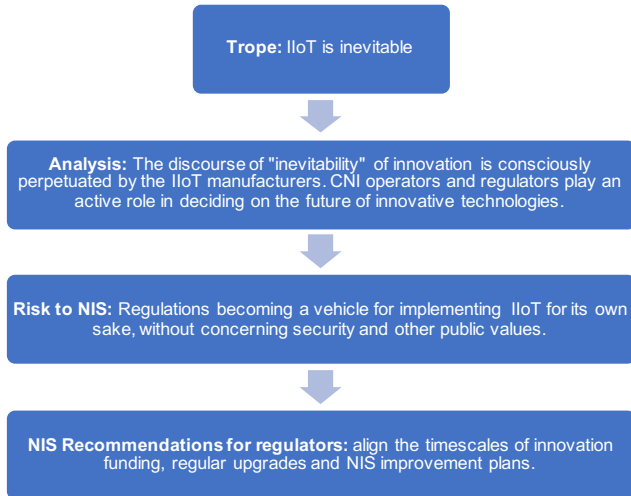 Trope: IIoT is inevitable
Analysis: The discourse of "inevitability" of innovation is consciously
perpetuated by the IIoT manufacturers. CNI operators and regulators play an
active role in deciding on the future of innovative technologies.
Risk to NIS: Regulations becoming a vehicle for implementing IIoT for its own
sake, without concerning security and other public values.
NIS Recommendations for regulators: align the timescales of innovation
funding, regular upgrades and NIS improvement plans.